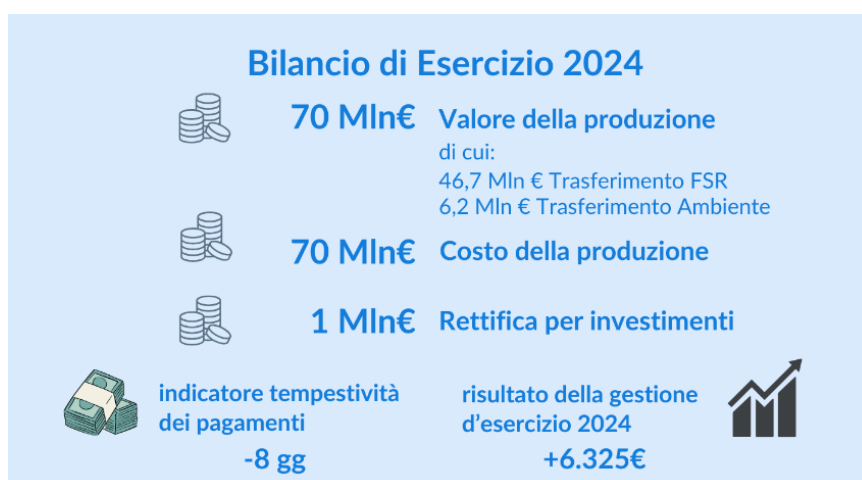 Bilancio di Esercizio 2024
70 Mln€ Valore della produzione
di cui:
46,7 Mln € Trasferimento FSR
6,2 Mln € Trasferimento Ambiente
70 Mln€ Costo della produzione
1 Mln€ Rettifica per investimenti
indicatore tempestività
dei pagamenti
-8 gg
risultato della gestione
d'esercizio 2024
+6.325€